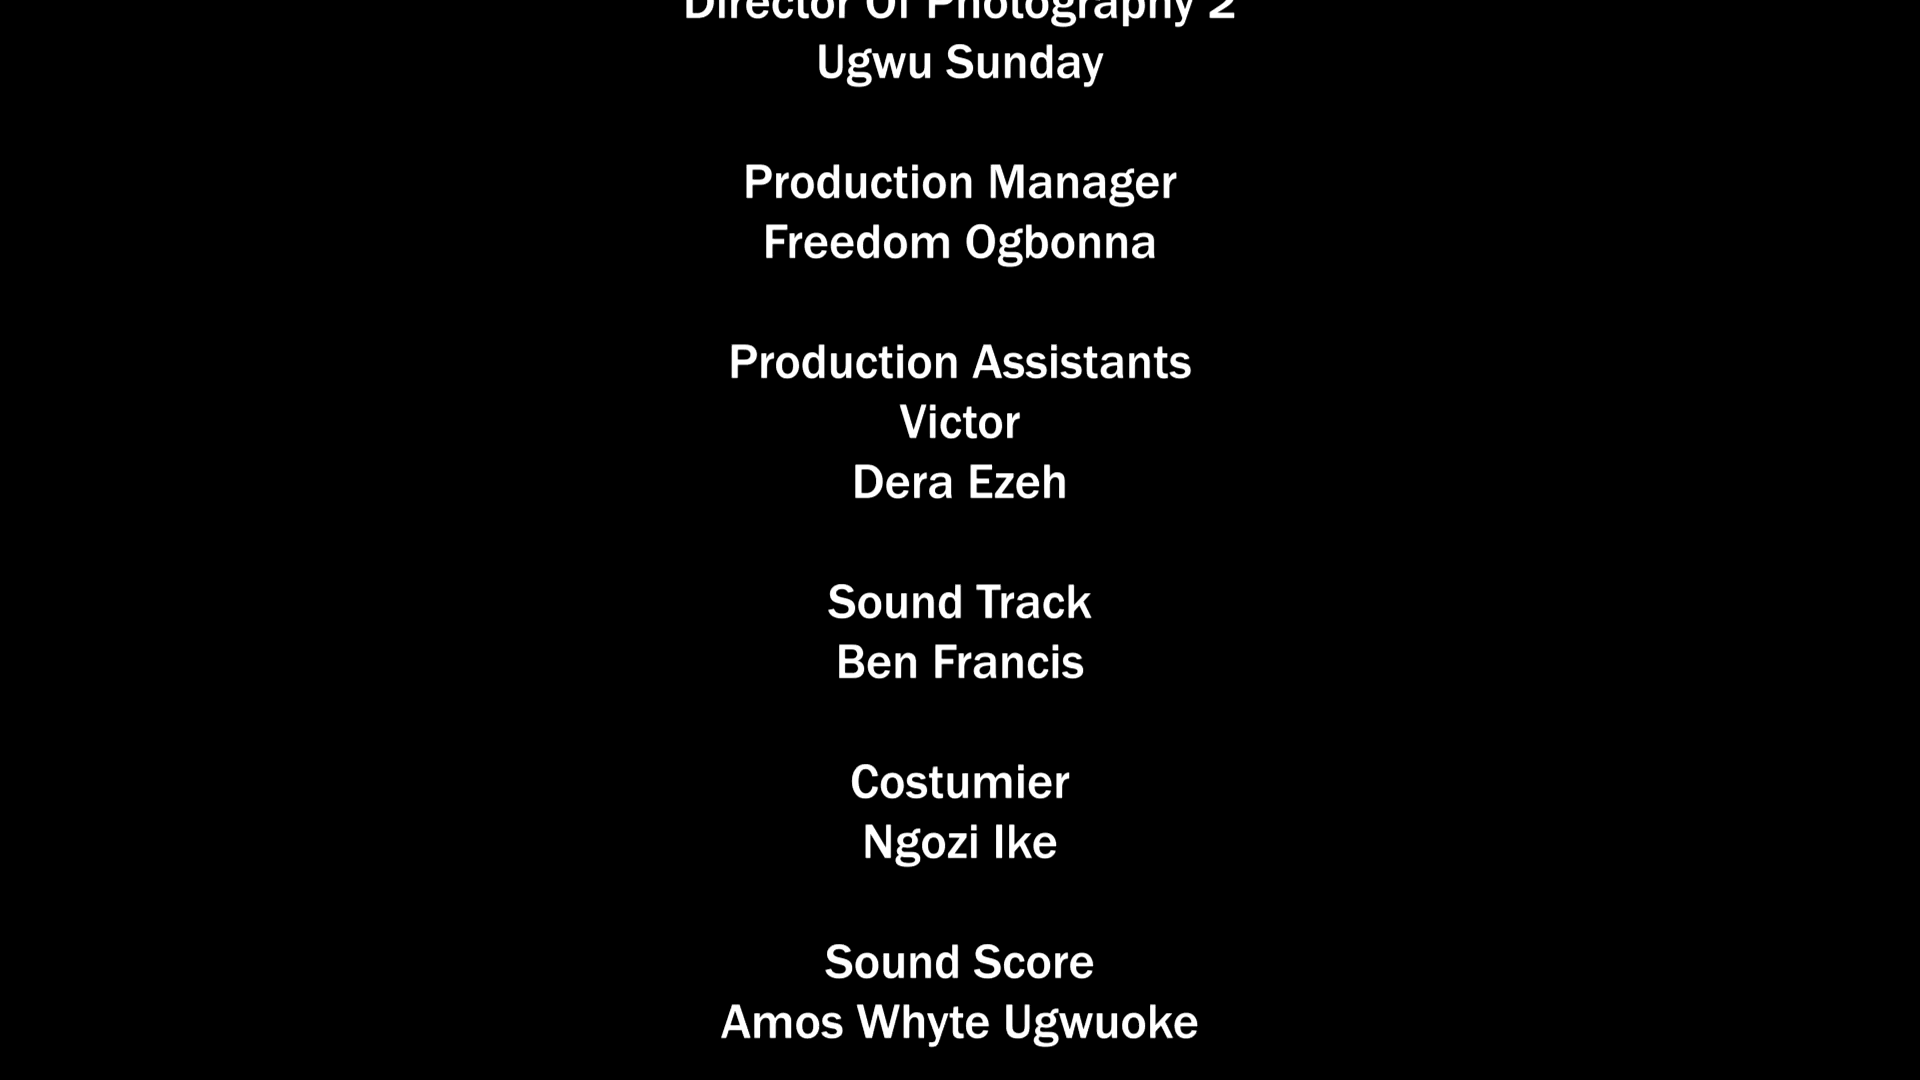 Director Of Photography 2
Ugwu Sunday
Production Manager
Freedom Ogbonna
Production Assistants
Victor
Dera Ezeh
Sound Track
Ben Francis
Costumier
Ngozi Ike
Sound Score
Amos Whyte Ugwuoke